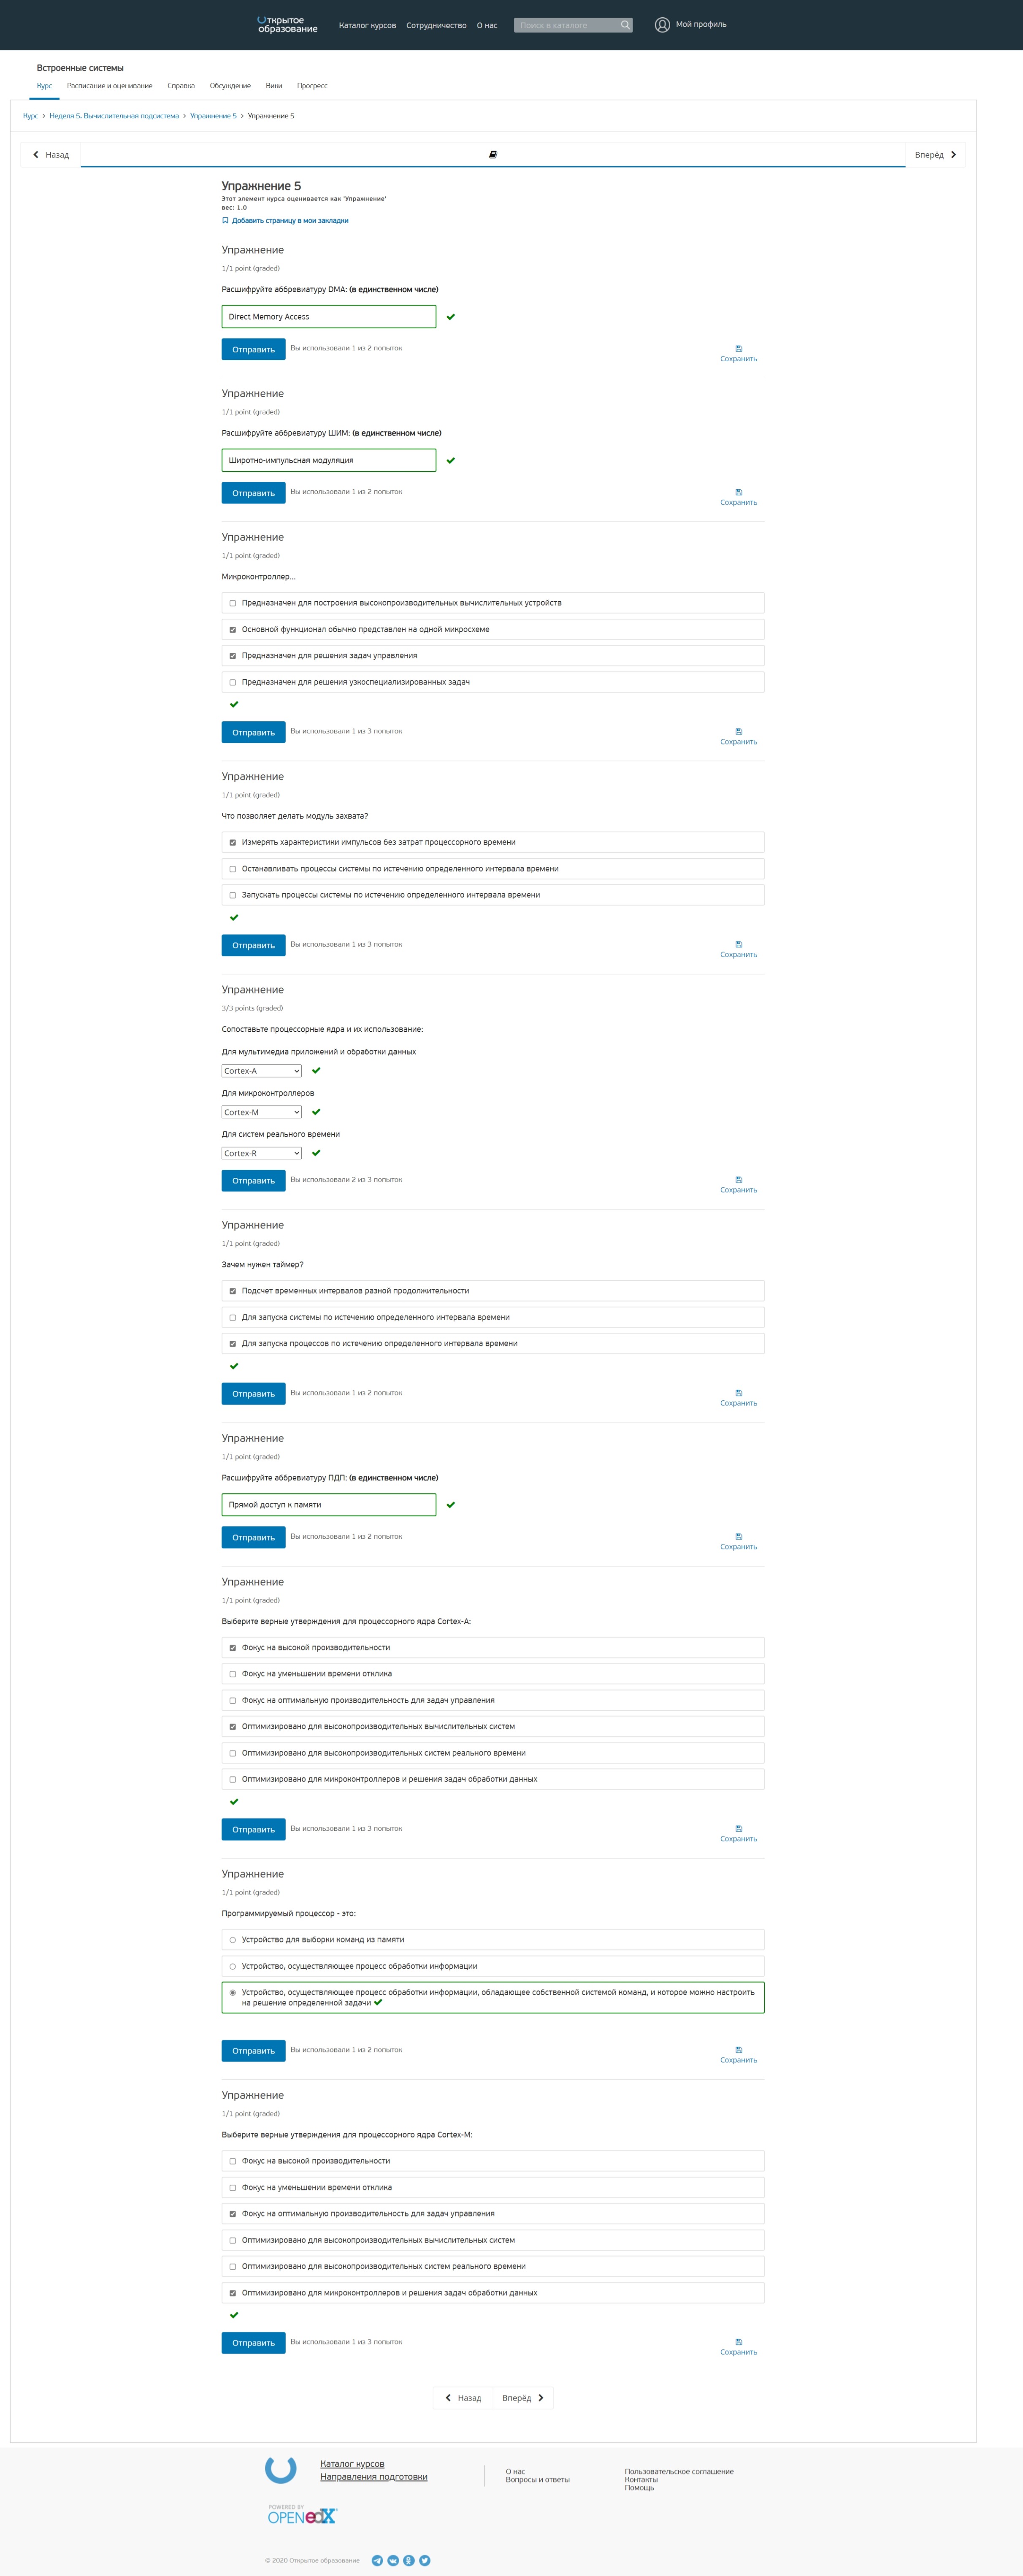 Открытое
образование
Каталог курсов Сотрудничество О нас
Поиск в каталоге
Мой профиль
Встроенные системы
Курс Расписание и оценивание Справка Обсуждение Вики Прогресс
Курс > Неделя 5. Вычислительная подсистема > Упражнение 5 > Упражнение 5
Назад
Вперёд
Упражнение 5
Этот элемент курса оценивается как 'Упражнение'
вес: 1.0
Добавить страницу в мои закладки
Упражнение
1/1 point (graded)
Расшифруйте аббревиатуру DMA: (в единственном числе)
Direct Memory Access
Отправить Вы использовали 1 из 2 попыток
Сохранить
Упражнение
1/1 point (graded)
Расшифруйте аббревиатуру ШИМ: (в единственном числе)
Широтно-импульсная модуляция
Отправить Вы использовали 1 из 2 попыток
Сохранить
Упражнение
1/1 point (graded)
Микроконтроллер...
Предназначен для построения высокопроизводительных вычислительных устройств
Основной функционал обычно представлен на одной микросхеме
Предназначен для решения задач управления
Предназначен для решения узкоспециализированных задач
Отправить Вы использовали 1 из 3 попыток
Сохранить
Упражнение
1/1 point (graded)
Что позволяет делать модуль захвата?
Измерять характеристики импульсов без затрат процессорного времени
Останавливать процессы системы по истечению определенного интервала времени
Запускать процессы системы по истечению определенного интервала времени
Отправить Вы использовали 1 из 3 попыток
Сохранить
Упражнение
3/3 points (graded)
Сопоставьте процессорные ядра и их использование:
Для мультимедиа приложений и обработки данных
Cortex-A
Для микроконтроллеров
Cortex-M
Для систем реального времени
Cortex-R
Отправить Вы использовали 2 из 3 попыток
Сохранить
Упражнение
1/1 point (graded)
Зачем нужен таймер?
Подсчет временных интервалов разной продолжительности
Для запуска системы по истечению определенного интервала времени
Для запуска процессов по истечению определенного интервала времени
Отправить Вы использовали 1 из 2 попыток
Сохранить
Упражнение
1/1 point (graded)
Расшифруйте аббревиатуру ПДП: (в единственном числе)
Прямой доступ к памяти
Отправить Вы использовали 1 из 2 попыток
Сохранить
Упражнение
1/1 point (graded)
Выберите верные утверждения для процессорного ядра Cortex-A:
Фокус на высокой производительности
Фокус на уменьшении времени отклика
Фокус на оптимальную производительность для задач управления
Оптимизировано для высокопроизводительных вычислительных систем
Оптимизировано для высокопроизводительных систем реального времени
Оптимизировано для микроконтроллеров и решения задач обработки данных
Отправить Вы использовали 1 из 3 попыток
Сохранить
Упражнение
1/1 point (graded)
Программируемый процессор - это:
Устройство для выборки команд из памяти
Устройство, осуществляющее процесс обработки информации
Устройство, осуществляющее процесс обработки информации, обладающее собственной системой команд, и которое можно настроить
на решение определенной задачи
Отправить Вы использовали 1 из 2 попыток
Сохранить
Упражнение
1/1 point (graded)
Выберите верные утверждения для процессорного ядра Cortex-M:
Фокус на высокой производительности
Фокус на уменьшении времени отклика
Фокус на оптимальную производительность для задач управления
Оптимизировано для высокопроизводительных вычислительных систем
Оптимизировано для высокопроизводительных систем реального времени
Оптимизировано для микроконтроллеров и решения задач обработки данных
Отправить Вы использовали 1 из 3 попыток
Сохранить
Назад Вперёд
Каталог курсов
Направления подготовки
О нас
Вопросы и ответы
Пользовательское соглашение
Контакты
Помощь
POWERED BY
OPEN edX
© 2020 Открытое образование